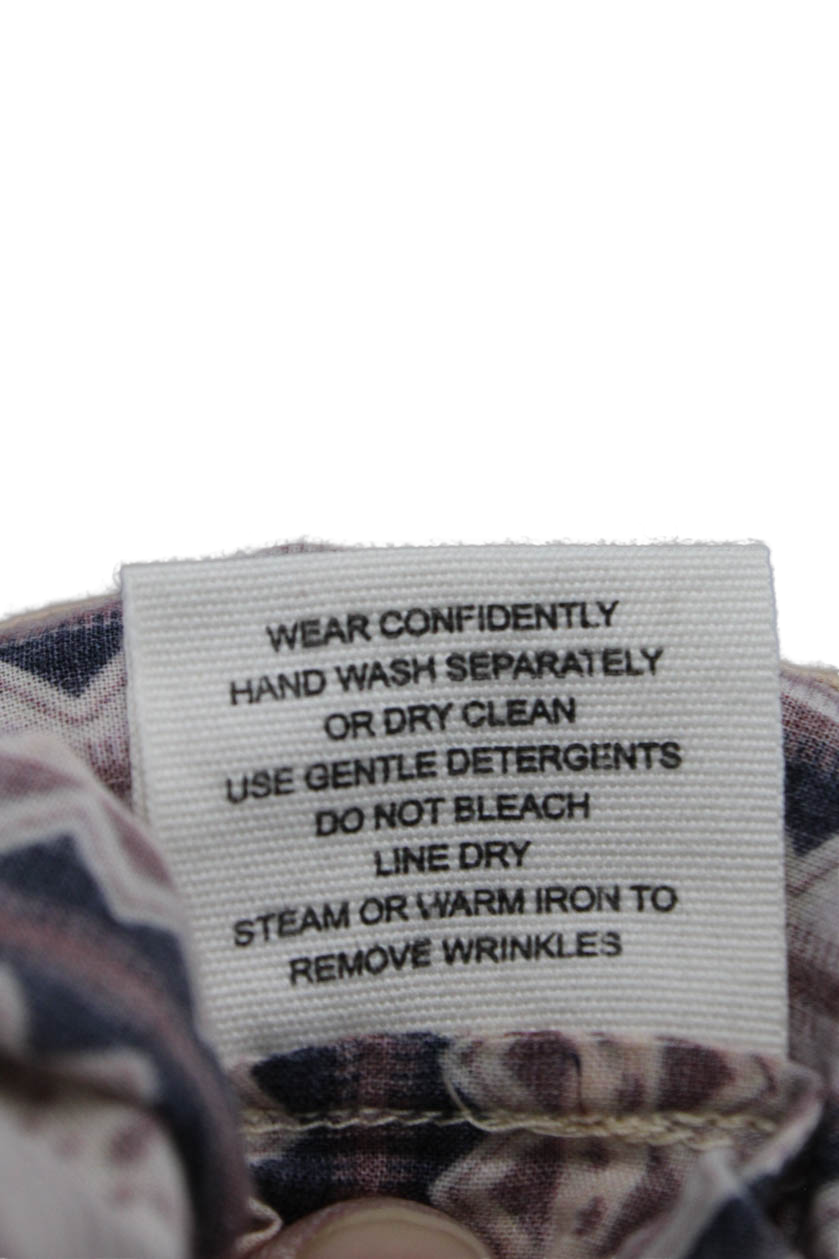 WEAR CONFIDENTLY
HAND WASH SEPARATELY
OR DRY CLEAN
USE GENTLE DETERGENTS
DO NOT BLEACH
LINE DRY
STEAM OR WARM IRON TO
REMOVE WRINKLES